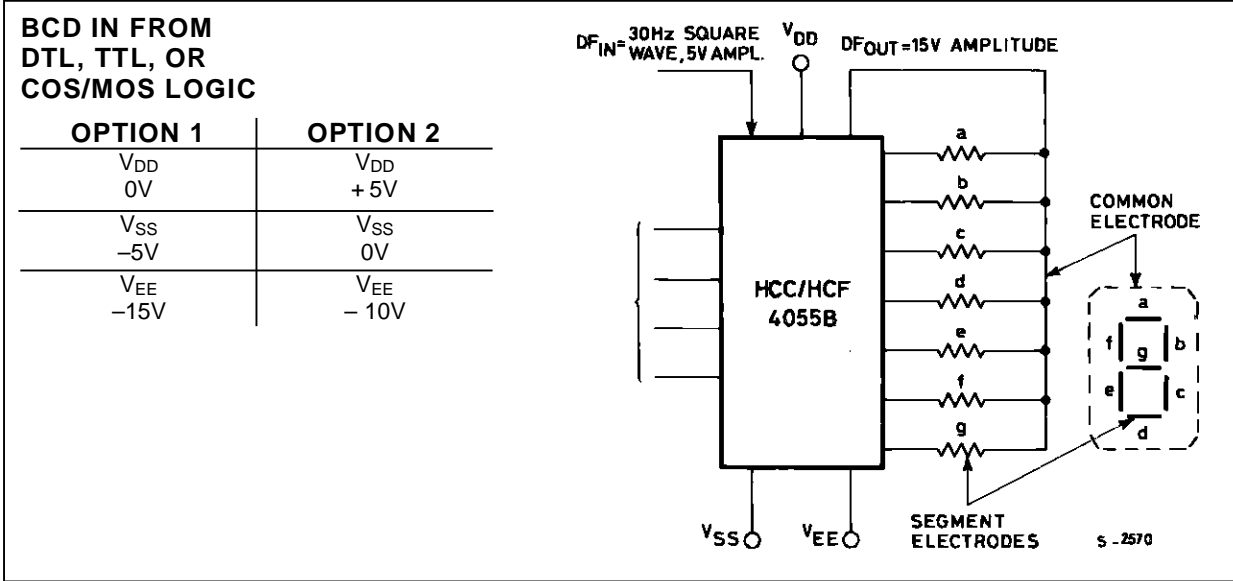 BCD IN FROM
DTL, TTL, OR
COS/MOS LOGIC
OPTION 1 OPTION 2
VDD VDD
0V + 5V
VSS VSS
–5V 0V
VEE VEE
–15V – 10V
DFIN= 30Hz SQUARE
WAVE, 5V AMPL.
VDD
DFOUT=15V AMPLITUDE
a
b
c
d
e
f
g
HCC/HCF
4055B
VSS VEE
COMMON
ELECTRODE
a
f g b
e c
d
SEGMENT
ELECTRODES
S-2570